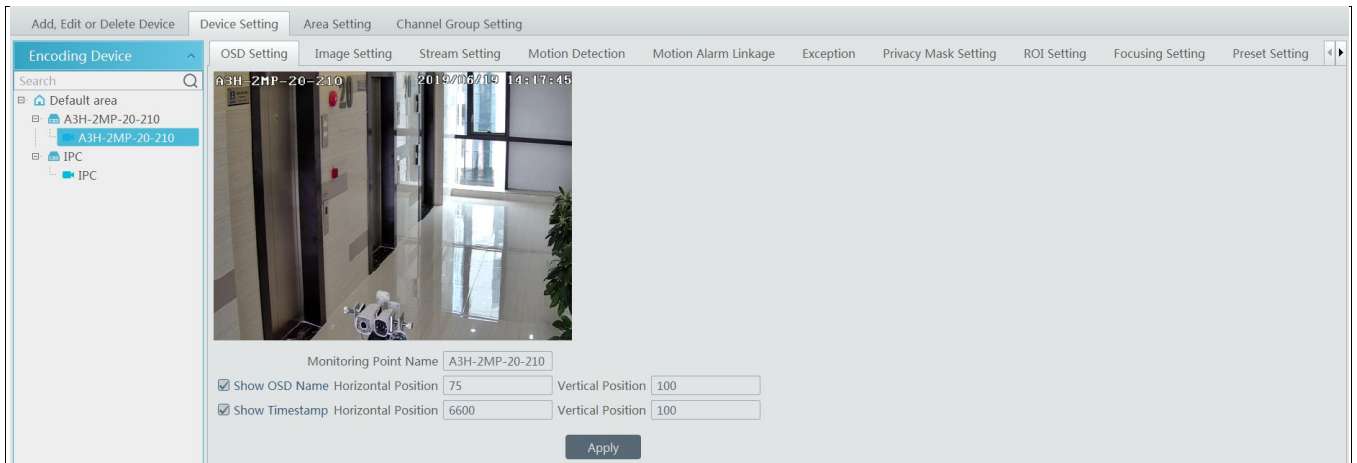 Add, Edit or Delete Device Device Setting Area Setting Channel Group Setting
Encoding Device OSD Setting Image Setting Stream Setting Motion Detection Motion Alarm Linkage Exception Privacy Mask Setting ROI Setting Focusing Setting Preset Setting
Search
Default area
A3H-2MP-20-210
A3H-2MP-20-210
IPC
IPC
A3H-2MP-20-210 2019/06/19 14:17:45
20
Monitoring Point Name A3H-2MP-20-210
Show OSD Name Horizontal Position 75 Vertical Position 100
Show Timestamp Horizontal Position 6600 Vertical Position 100
Apply